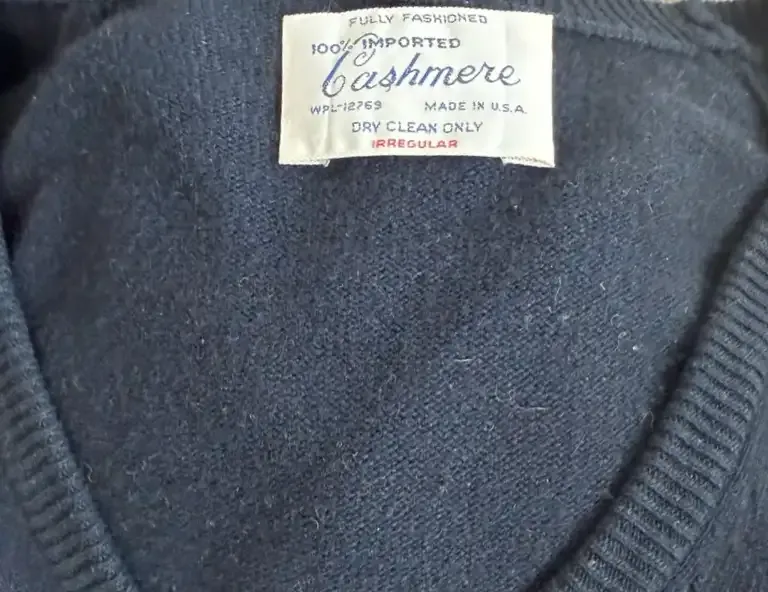 FULLY FASHIONED
100% IMPORTED
Cashmere
WPL-12769 MADE IN U.S.A.
DRY CLEAN ONLY
IRREGULAR